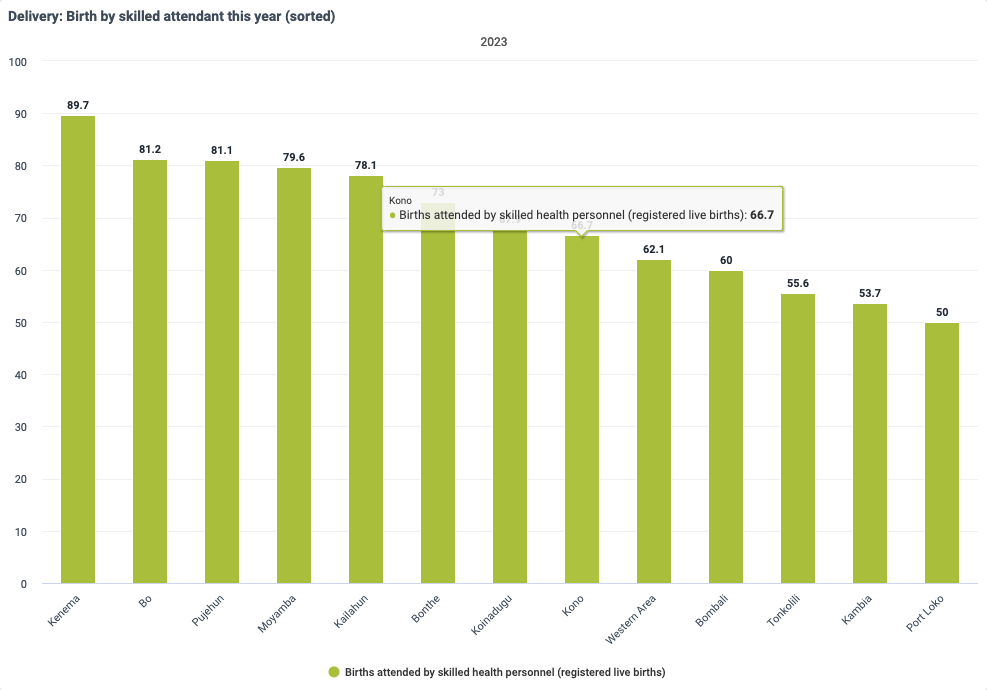 Delivery: Birth by skilled attendant this year (sorted)
2023
100
90
80
70
60
50
40
30
20
10
0
89.7
81.2
81.1
79.6
78.1
73
66.7
62.1
60
55.6
53.7
50
Kono
Births attended by skilled health personnel (registered live births): 66.7
Kenema
Bo
Pujehun
Moyamba
Kailahun
Bonthe
Koinadugu
Kono
Western Area
Bombali
Tonkolili
Kambia
Port Loko
Births attended by skilled health personnel (registered live births)